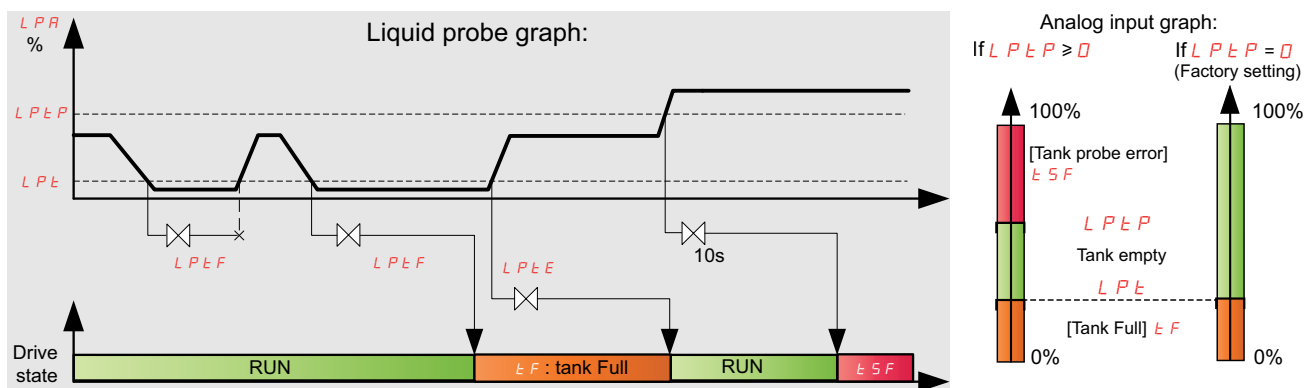 LPA
%
Liquid probe graph:
LPtP
LPt
LPtF
LPtF
LPtE
10s
Drive
state
RUN
tF : tank Full
RUN
tSF
Analog input graph:
If LPtP ≥ 0
If LPtP = 0
(Factory setting)
100%
100%
[Tank probe error]
tSF
LPtP
Tank empty
LPt
[Tank Full] tF
0%
0%